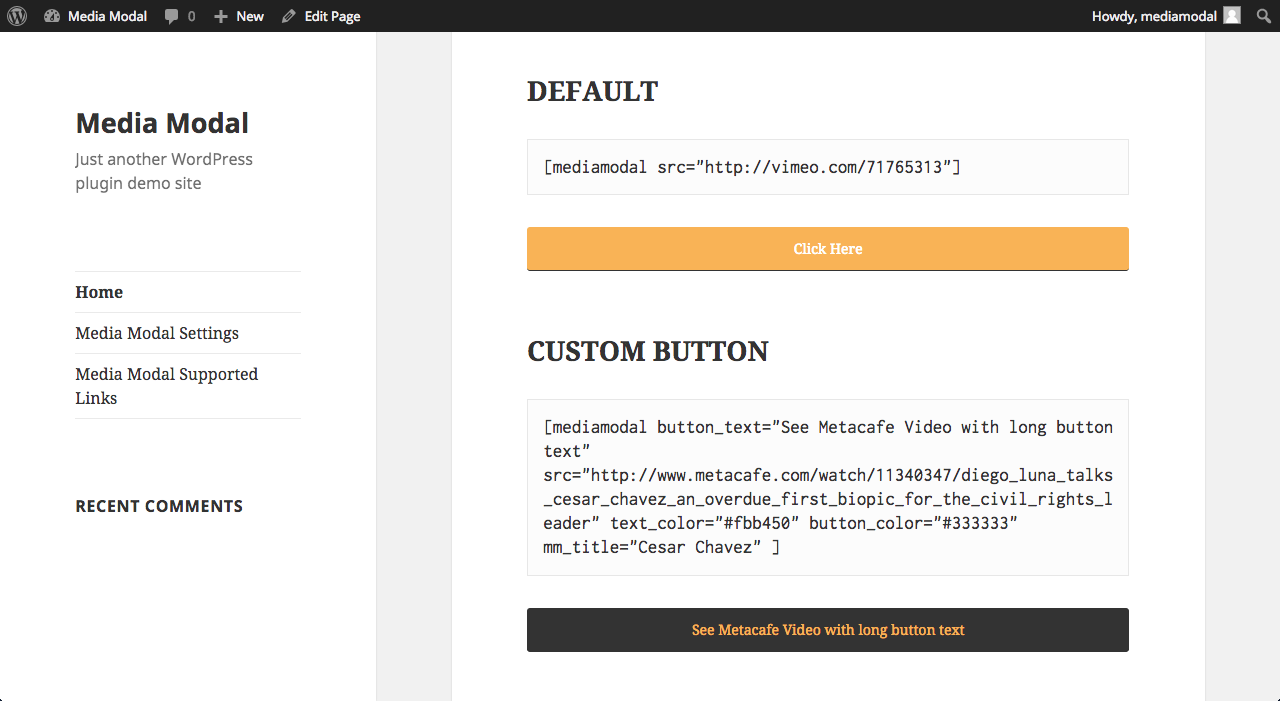 Media Modal
0
New
Edit Page
Howdy, mediamodal
Media Modal
Just another WordPress
plugin demo site
Home
Media Modal Settings
Media Modal Supported
Links
RECENT COMMENTS
DEFAULT
[mediamodal src="http://vimeo.com/71765313"]
Click Here
CUSTOM BUTTON
[mediamodal button_text="See Metacafe Video with long button
text"
src="http://www.metacafe.com/watch/11340347/diego_luna_talks
_cesar_chavez_an_overdue_first_biopic_for_the_civil_rights_l
eader" text_color="#fbb450" button_color="#333333"
mm_title="Cesar Chavez" ]
See Metacafe Video with long button text